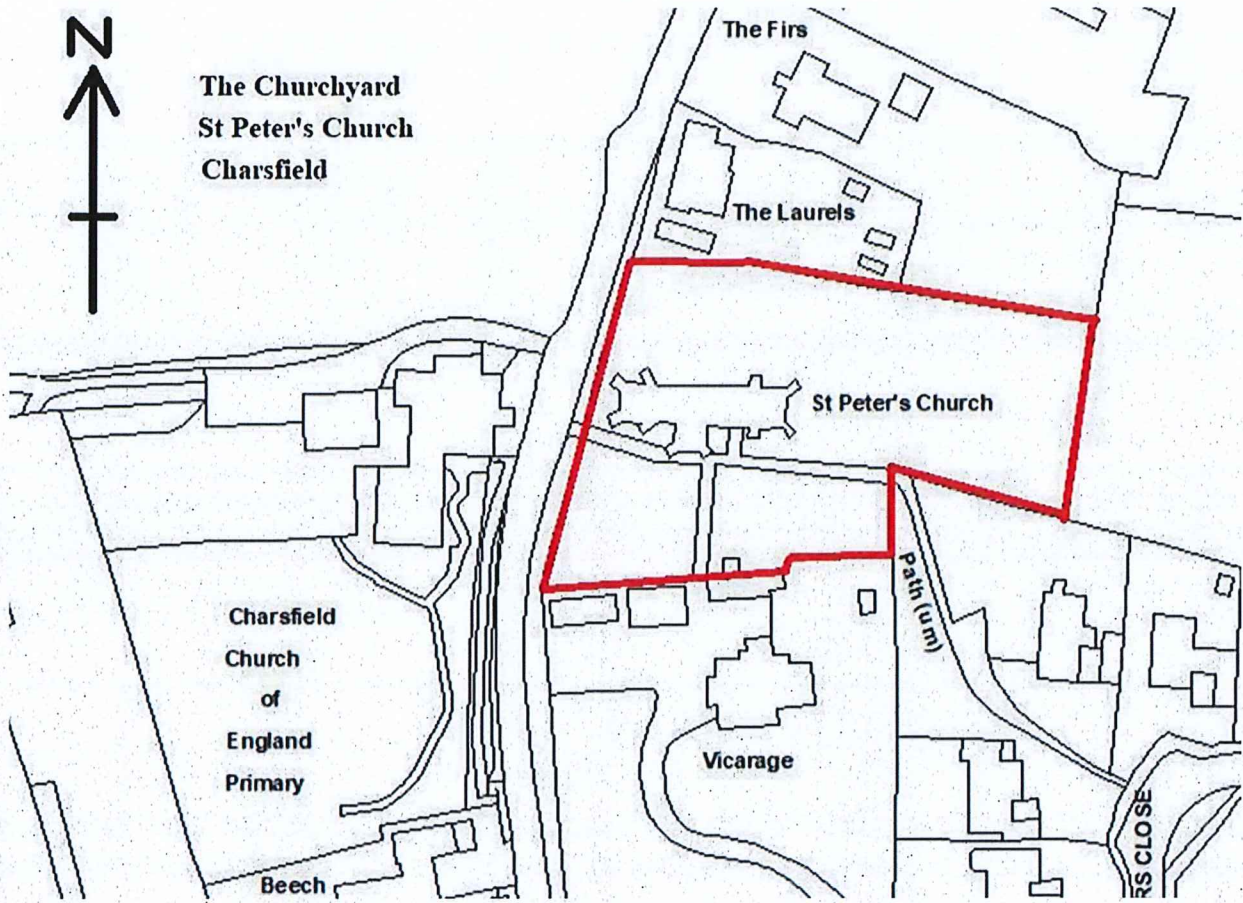 N
The Churchyard
St Peter's Church
Charsfield
The Firs
The Laurels
St Peter's Church
Path (um)
Charsfield
Church
of
England
Primary
Vicarage
Beech
RS CLOSE